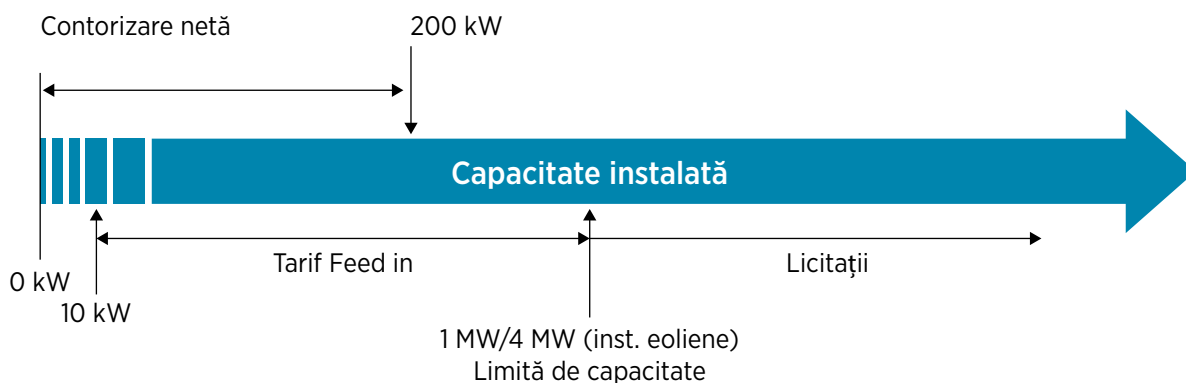 Contorizare netă
200 kW
Capacitate instalată
Tarif Feed in
Licitații
0 kW
10 kW
1 MW/4 MW (inst. eoliene)
Limită de capacitate